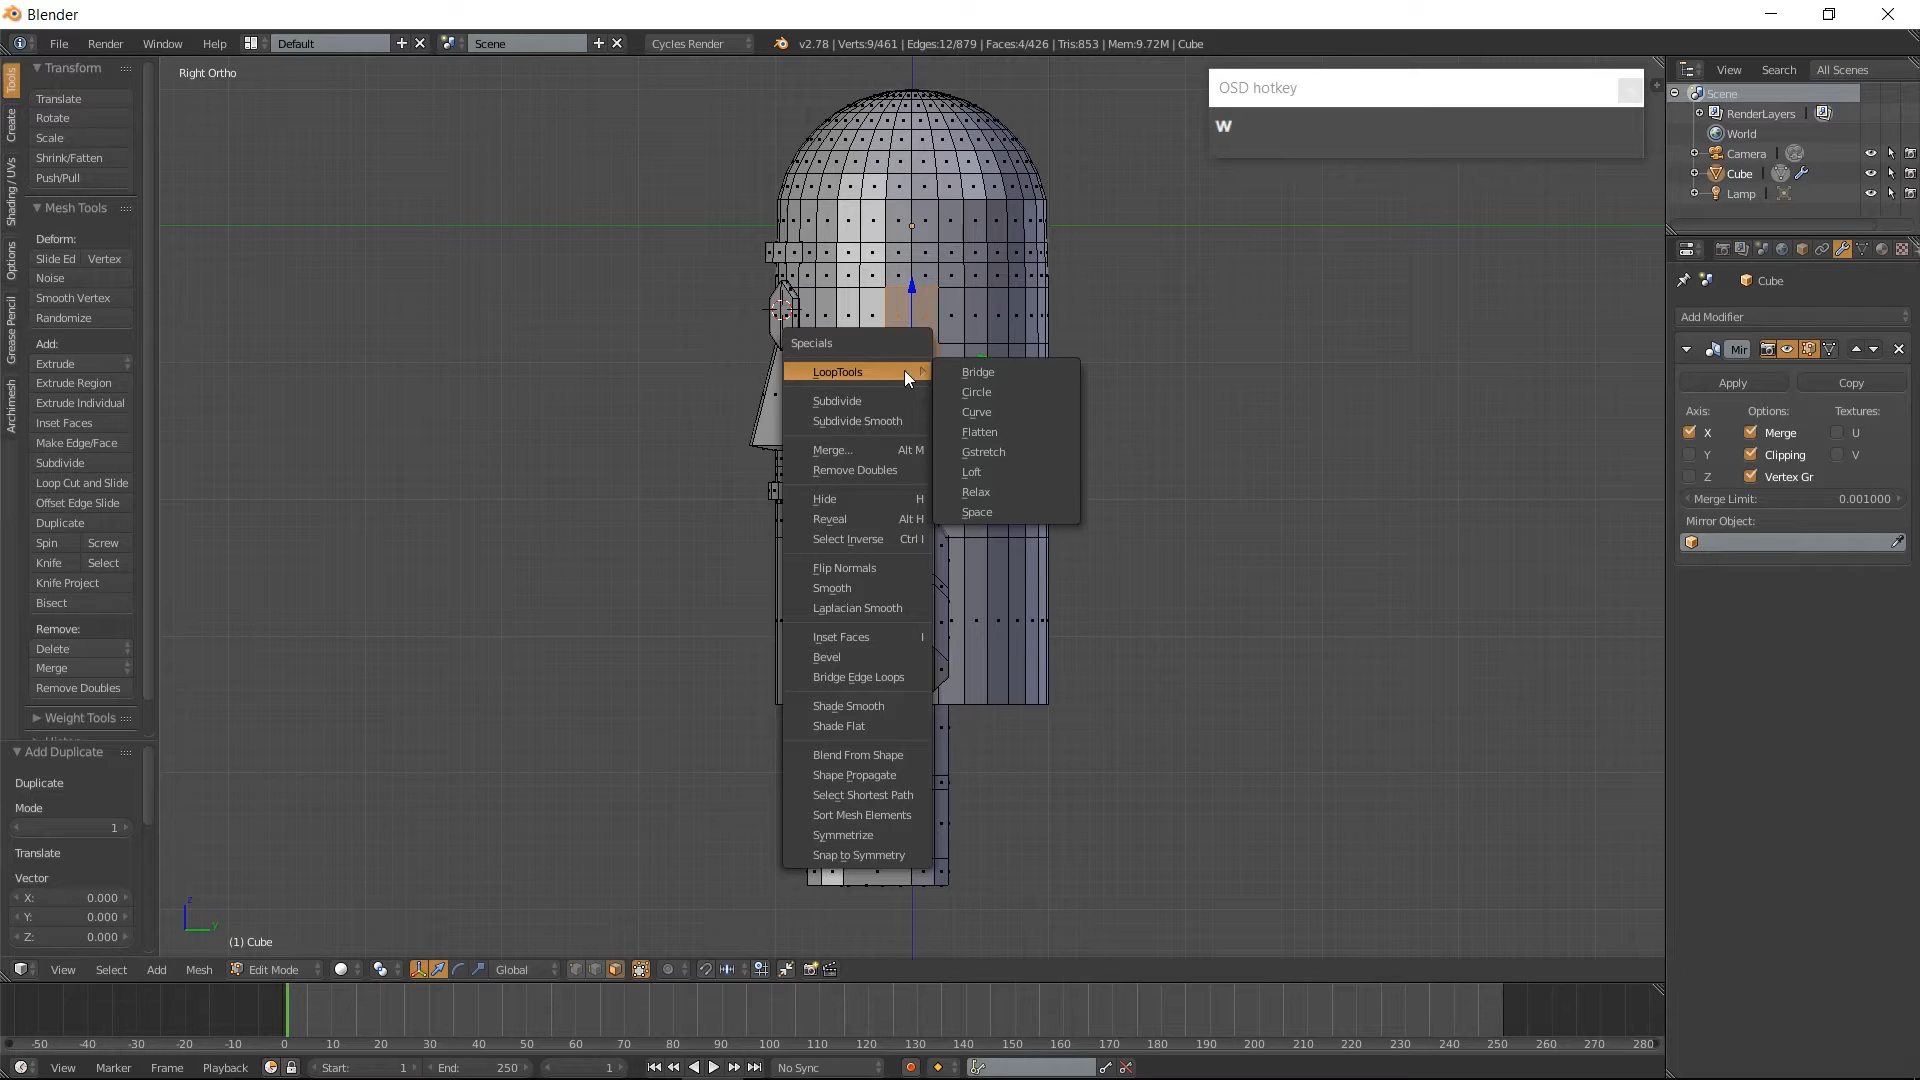 Blender
File Render Window Help Default Scene Cycles Render v2.78 | Verts:9/461 | Edges:12/879 | Faces:4/426 | Tris:853 | Mem:9.72M | Cube
Tools
Create
Shading / UVs
Options
Grease Pencil
Archimesh
Transform
Translate
Rotate
Scale
Shrink/Fatten
Push/Pull
Mesh Tools
Deform:
Slide Ed Vertex
Noise
Smooth Vertex
Randomize
Add:
Extrude
Extrude Region
Extrude Individual
Inset Faces
Make Edge/Face
Subdivide
Loop Cut and Slide
Offset Edge Slide
Duplicate
Spin Screw
Knife Select
Knife Project
Bisect
Remove:
Delete
Merge
Remove Doubles
Weight Tools
Add Duplicate
Duplicate
Mode
1
Translate
Vector
X: 0.000
Y: 0.000
Z: 0.000
Right Ortho
OSD hotkey
W
Specials
LoopTools
Subdivide
Subdivide Smooth
Merge... Alt M
Remove Doubles
Hide H
Reveal Alt H
Select Inverse Ctrl I
Flip Normals
Smooth
Laplacian Smooth
Inset Faces I
Bevel
Bridge Edge Loops
Shade Smooth
Shade Flat
Blend From Shape
Shape Propagate
Select Shortest Path
Sort Mesh Elements
Symmetrize
Snap to Symmetry
Bridge
Circle
Curve
Flatten
Gstretch
Loft
Relax
Space
z
y
(1) Cube
View Search All Scenes
Scene
RenderLayers
World
Camera
Cube
Lamp
Cube
Add Modifier
Mir
Apply Copy
Axis: Options: Textures:
X Merge U
Y Clipping V
Z Vertex Gr
Merge Limit: 0.001000
Mirror Object:
View Select Add Mesh Edit Mode Global
-50 -40 -30 -20 -10 0 10 20 30 40 50 60 70 80 90 100 110 120 130 140 150 160 170 180 190 200 210 220 230 240 250 260 270 280
View Marker Frame Playback Start: 1 End: 250 1 No Sync